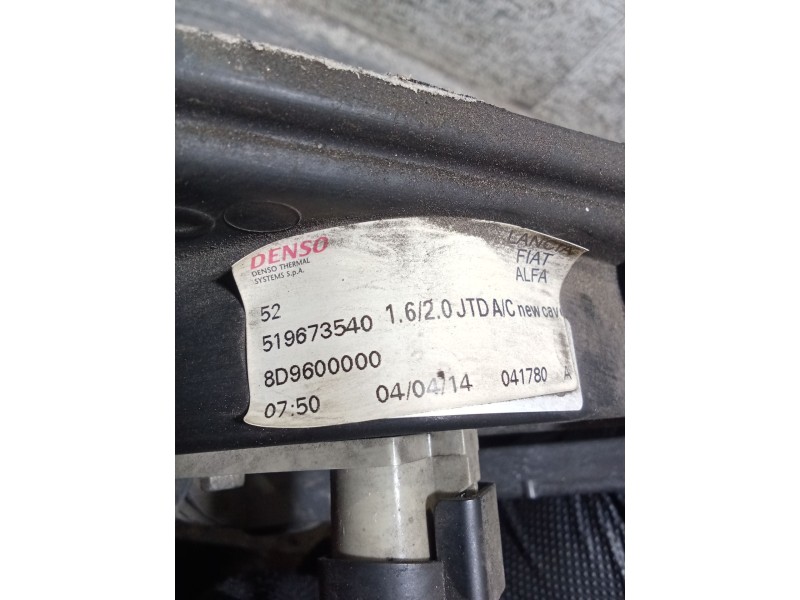 DENSO
DENSO THERMAL
SYSTEMS S.p.A.
LANCIA
FIAT
ALFA
52
519673540 1.6/2.0 JTD A/C new cav
8D9600000
07:50 04/04/14 041780 A